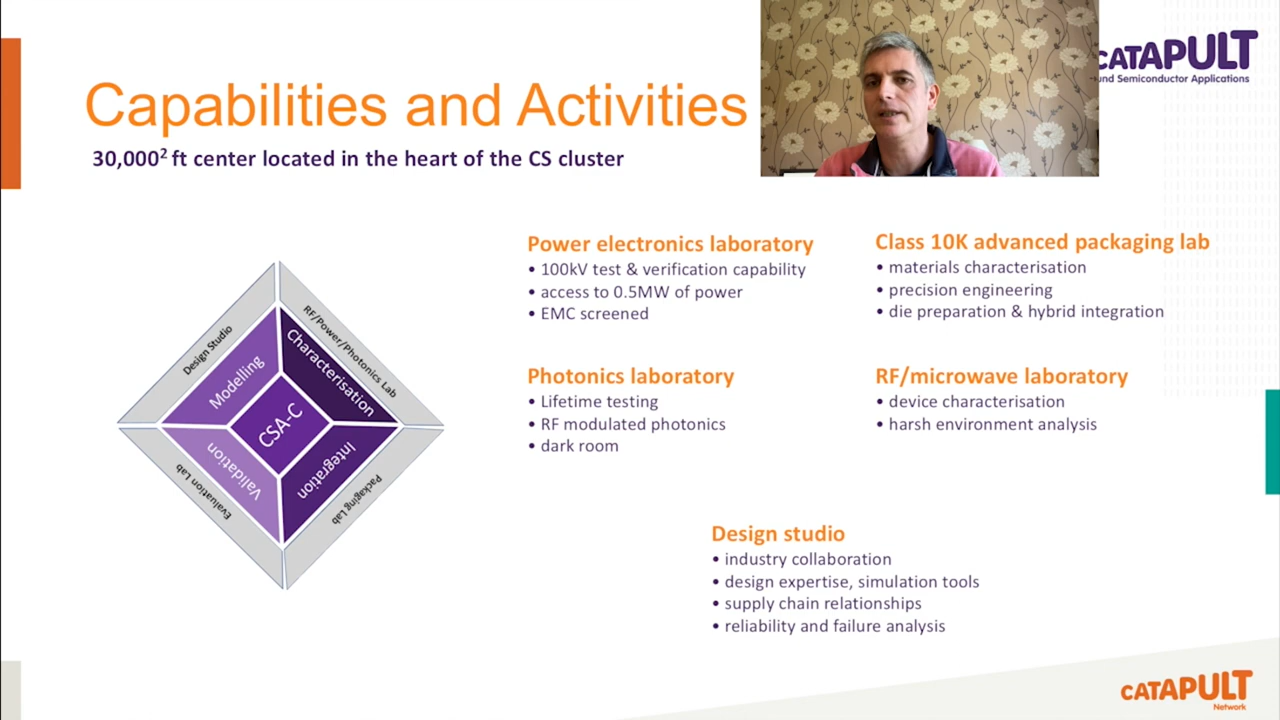 CATAPULT
und Semiconductor Applications
Capabilities and Activities
30,000² ft center located in the heart of the CS cluster
Design Studio
RF/Power/Photonics Lab
Modelling
Characterisation
CSA-C
Validation
Integration
Evaluation Lab
Packaging Lab
Power electronics laboratory
• 100kV test & verification capability
• access to 0.5MW of power
• EMC screened
Class 10K advanced packaging lab
• materials characterisation
• precision engineering
• die preparation & hybrid integration
Photonics laboratory
• Lifetime testing
• RF modulated photonics
• dark room
RF/microwave laboratory
• device characterisation
• harsh environment analysis
Design studio
• industry collaboration
• design expertise, simulation tools
• supply chain relationships
• reliability and failure analysis
CATAPULT
Network